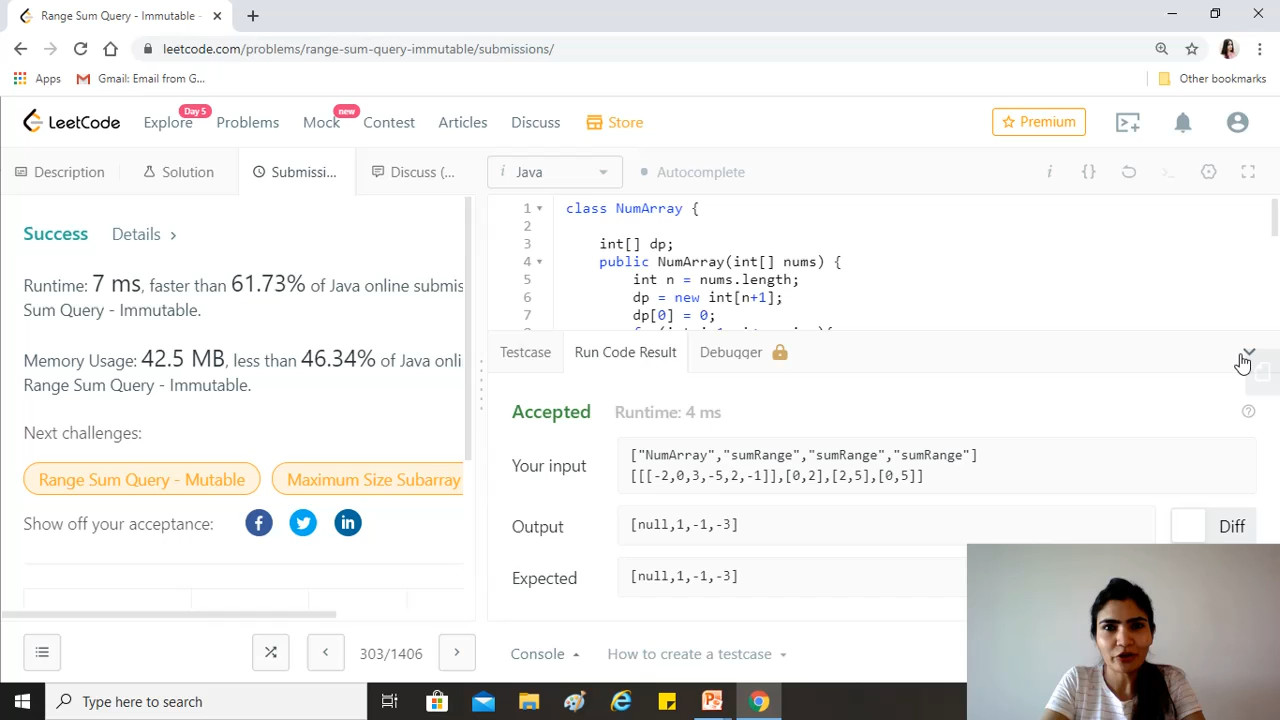 Range Sum Query - Immutable -
leetcode.com/problems/range-sum-query-immutable/submissions/
Apps
Gmail: Email from G...
Other bookmarks
LeetCode
Explore
Day 5
Problems
Mock
new
Contest
Articles
Discuss
Store
Premium
Description
Solution
Submissi...
Discuss (...
i Java
Autocomplete
i
{}
Success
Details >
Runtime: 7 ms, faster than 61.73% of Java online submis
Sum Query - Immutable.
Memory Usage: 42.5 MB, less than 46.34% of Java onli
Range Sum Query - Immutable.
Next challenges:
Range Sum Query - Mutable
Maximum Size Subarray
Show off your acceptance:
1 class NumArray {
2
3 int[] dp;
4 public NumArray(int[] nums) {
5 int n = nums.length;
6 dp = new int[n+1];
7 dp[0] = 0;
Testcase
Run Code Result
Debugger
Accepted
Runtime: 4 ms
Your input
["NumArray","sumRange","sumRange","sumRange"]
[[[-2,0,3,-5,2,-1]],[0,2],[2,5],[0,5]]
Output
[null,1,-1,-3]
Diff
Expected
[null,1,-1,-3]
303/1406
Console
How to create a testcase
Type here to search